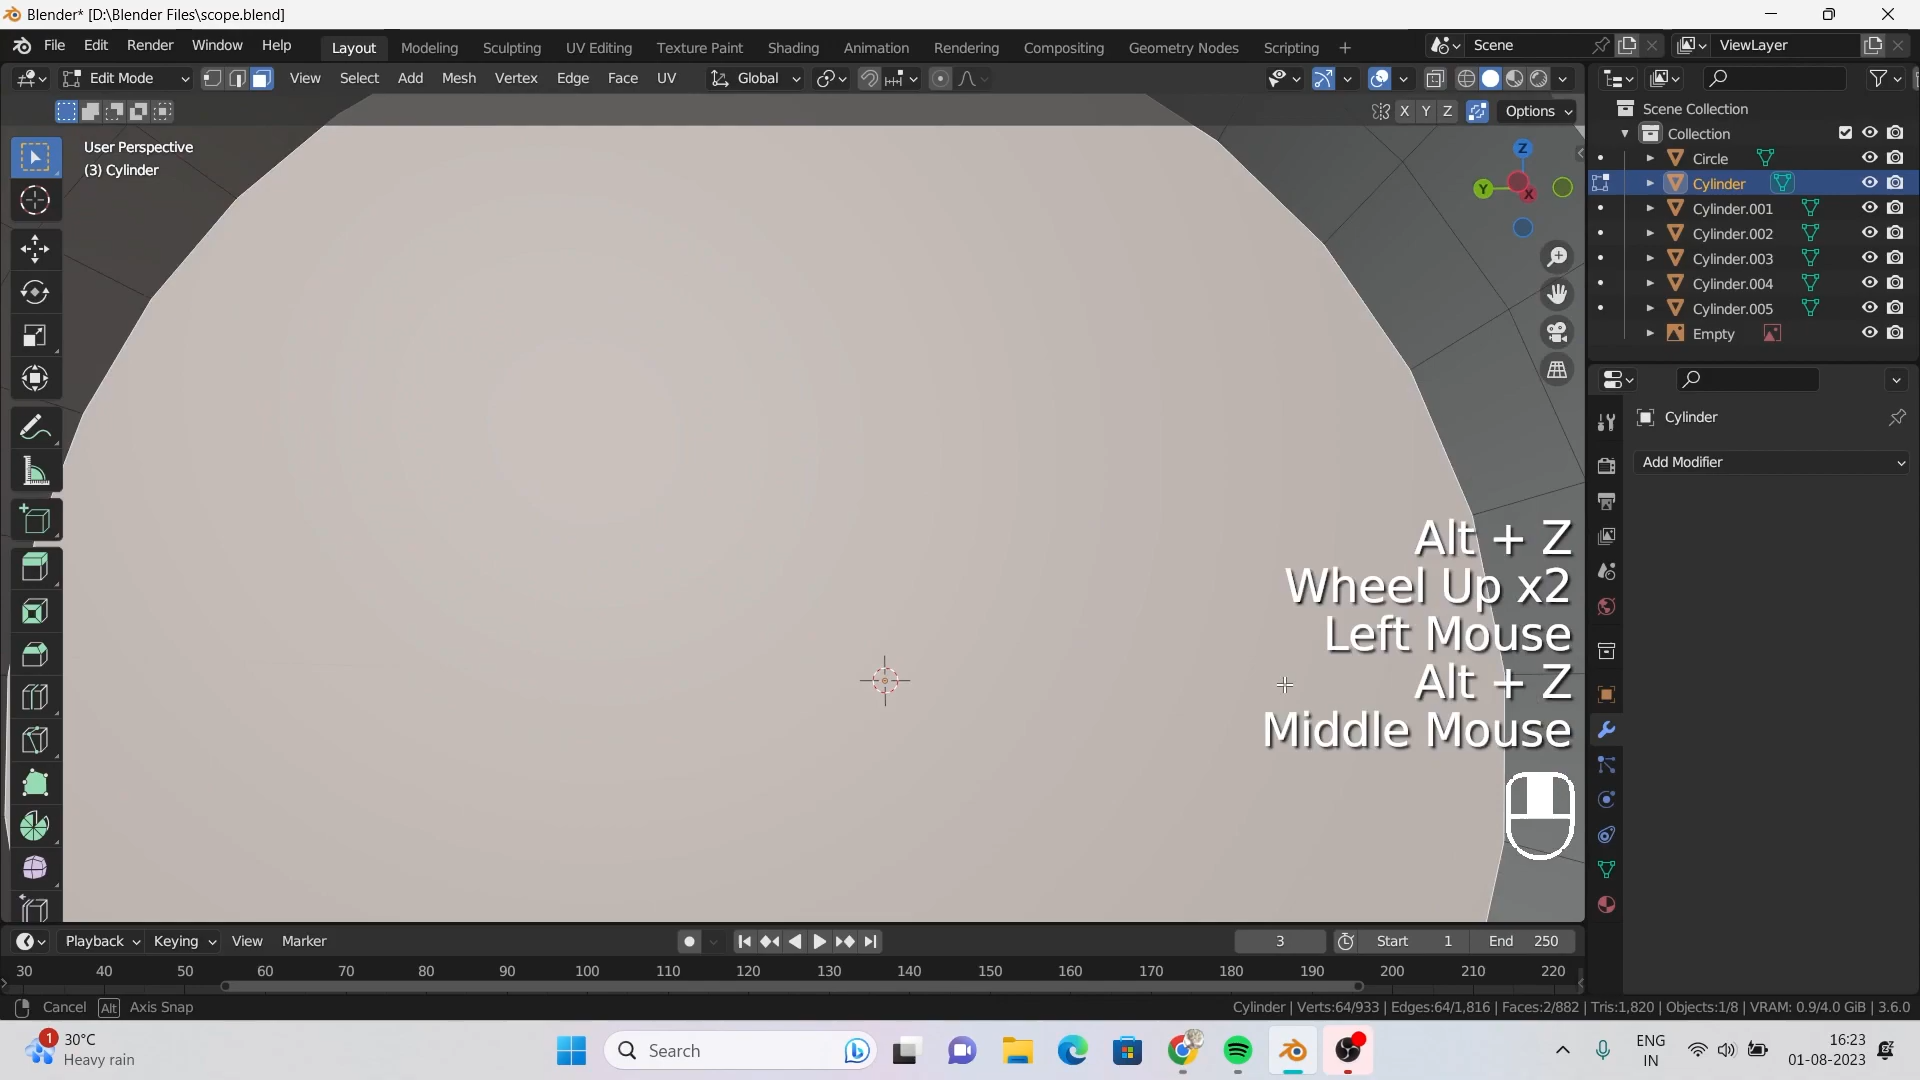 Blender* [D:\Blender Files\scope.blend]
File Edit Render Window Help
Layout Modeling Sculpting UV Editing Texture Paint Shading Animation Rendering Compositing Geometry Nodes Scripting +
Scene
ViewLayer
Edit Mode
View Select Add Mesh Vertex Edge Face UV
Global
X Y Z
Options
User Perspective
(3) Cylinder
Z
Y
X
Scene Collection
Collection
Circle
Cylinder
Cylinder.001
Cylinder.002
Cylinder.003
Cylinder.004
Cylinder.005
Empty
Cylinder
Add Modifier
Alt + Z
Wheel Up x2
Left Mouse
Alt + Z
Middle Mouse
Playback Keying View Marker
3
Start 1
End 250
30 40 50 60 70 80 90 100 110 120 130 140 150 160 170 180 190 200 210 220
Cancel Alt Axis Snap
Cylinder | Verts:64/933 | Edges:64/1,816 | Faces:2/882 | Tris:1,820 | Objects:1/8 | VRAM: 0.9/4.0 GiB | 3.6.0
1
30°C
Heavy rain
Search
ENG
IN
16:23
01-08-2023